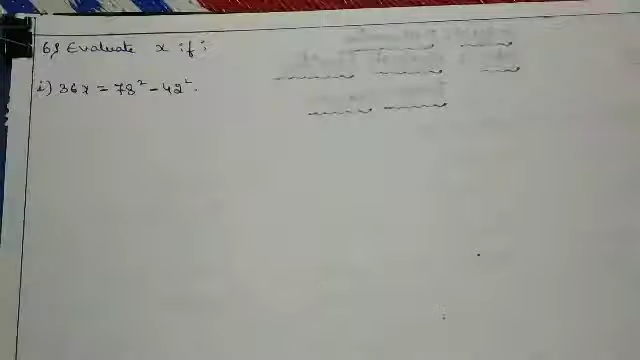 6) Evaluate x if;
i) 36x = 78² - 42².